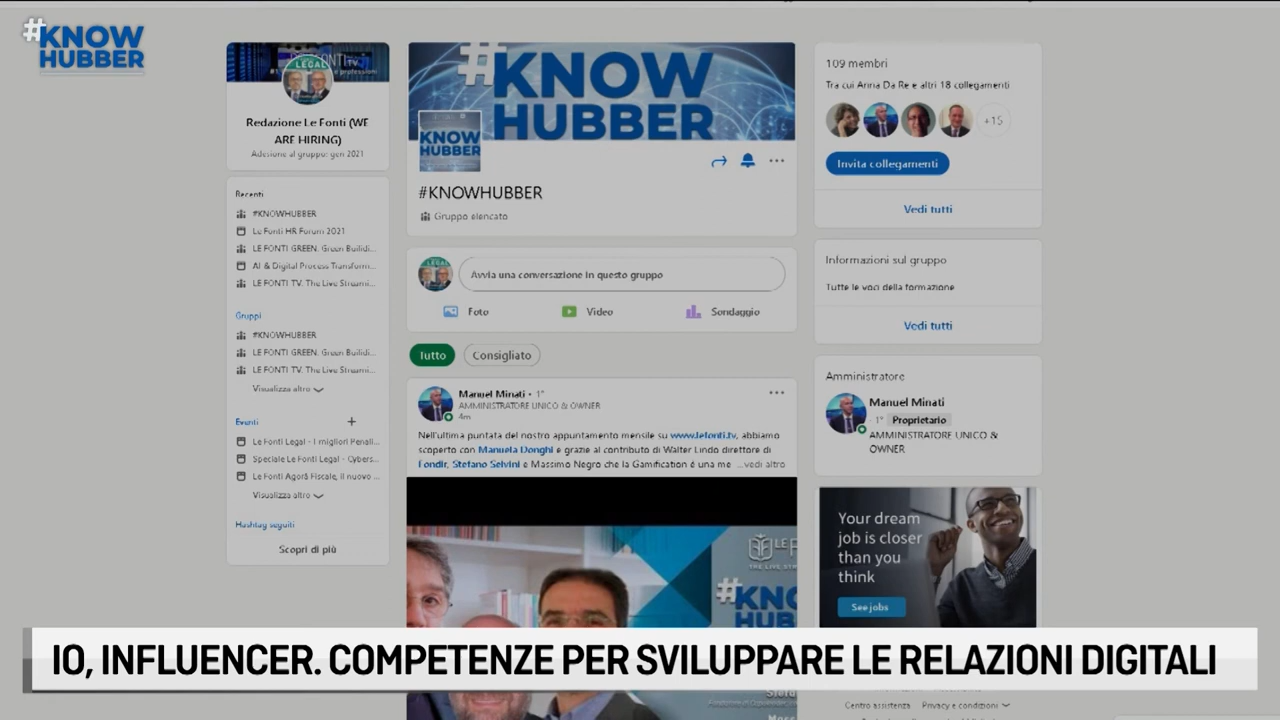 #KNOW
HUBBER
LEGAL
Redazione Le Fonti (WE
ARE HIRING)
Adesione al gruppo: gen 2021
Recenti
#KNOWHUBBER
Le Fonti HR Forum 2021
LE FONTI GREEN. Green Buildi...
AI & Digital Process Transform...
LE FONTI TV. The Live Streami...
Gruppi
#KNOWHUBBER
LE FONTI GREEN. Green Buildi...
LE FONTI TV. The Live Streami...
Visualizza altro
Eventi +
Le Fonti Legal - I migliori Penali...
Speciale Le Fonti Legal - Cybers...
Le Fonti Agorà Fiscale, il nuovo ...
Visualizza altro
Hashtag seguiti
Scopri di più
#KNOW
HUBBER
KNOW
HUBBER
#KNOWHUBBER
Gruppo elencato
Avvia una conversazione in questo gruppo
Foto Video Sondaggio
Tutto Consigliato
Manuel Minati • 1°
AMMINISTRATORE UNICO & OWNER
4m
Nell'ultima puntata del nostro appuntamento mensile su www.lefonti.tv, abbiamo
scoperto con Manuela Donghi e grazie al contributo di Walter Lindo direttore di
Fondir, Stefano Selvini e Massimo Negro che la Gamification è una me ...vedi altro
109 membri
Tra cui Anna Da Re e altri 18 collegamenti
+15
Invita collegamenti
Vedi tutti
Informazioni sul gruppo
Tutte le voci della formazione
Vedi tutti
Amministratore
Manuel Minati
· 1° Proprietario
AMMINISTRATORE UNICO &
OWNER
Your dream
job is closer
than you
think
See jobs
IO, INFLUENCER. COMPETENZE PER SVILUPPARE LE RELAZIONI DIGITALI
Centro assistenza Privacy e condizioni